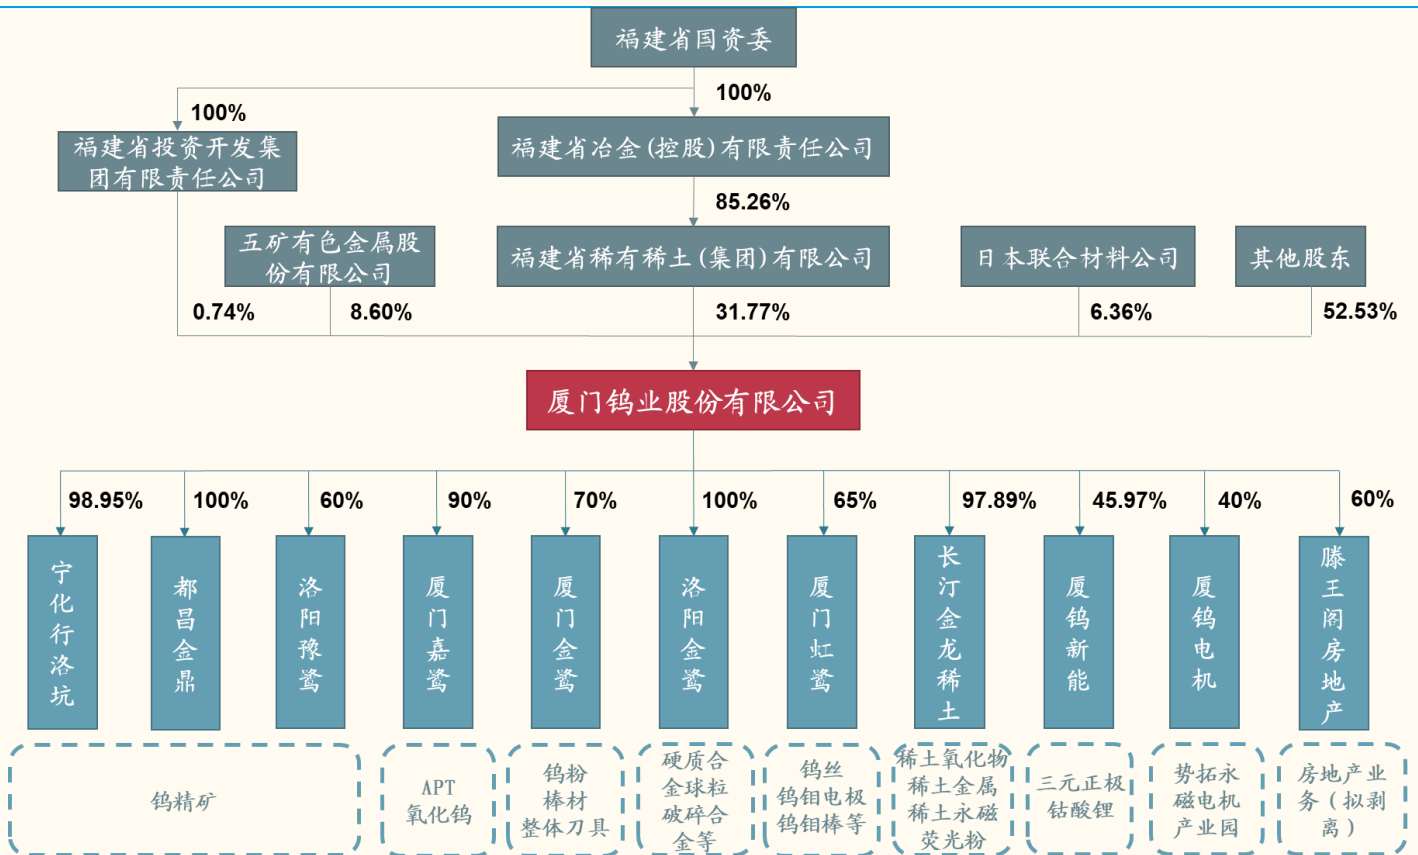 福建省国资委
100%
100%
福建省投资开发集
团有限责任公司
福建省冶金(控股)有限责任公司
85.26%
五矿有色金属股
份有限公司
福建省稀有稀土(集团)有限公司
日本联合材料公司
其他股东
0.74%
8.60%
31.77%
6.36%
52.53%
厦门钨业股份有限公司
98.95%
100%
60%
90%
70%
100%
65%
97.89%
45.97%
40%
60%
宁化行洛坑
都昌金鼎
洛阳豫鹭
厦门嘉鹭
厦门金鹭
洛阳金鹭
厦门虹鹭
长汀金龙稀土
厦钨新能
厦钨电机
滕王阁房地产
钨精矿
APT
氧化钨
钨粉
棒材
整体刀具
硬质合
金球粒
破碎合
金等
钨丝
钨钼电极
钨钼棒等
稀土氧化物
稀土金属
稀土永磁
荧光粉
三元正极
钴酸锂
势拓永
磁电机
产业园
房地产业
务（拟剥
离）